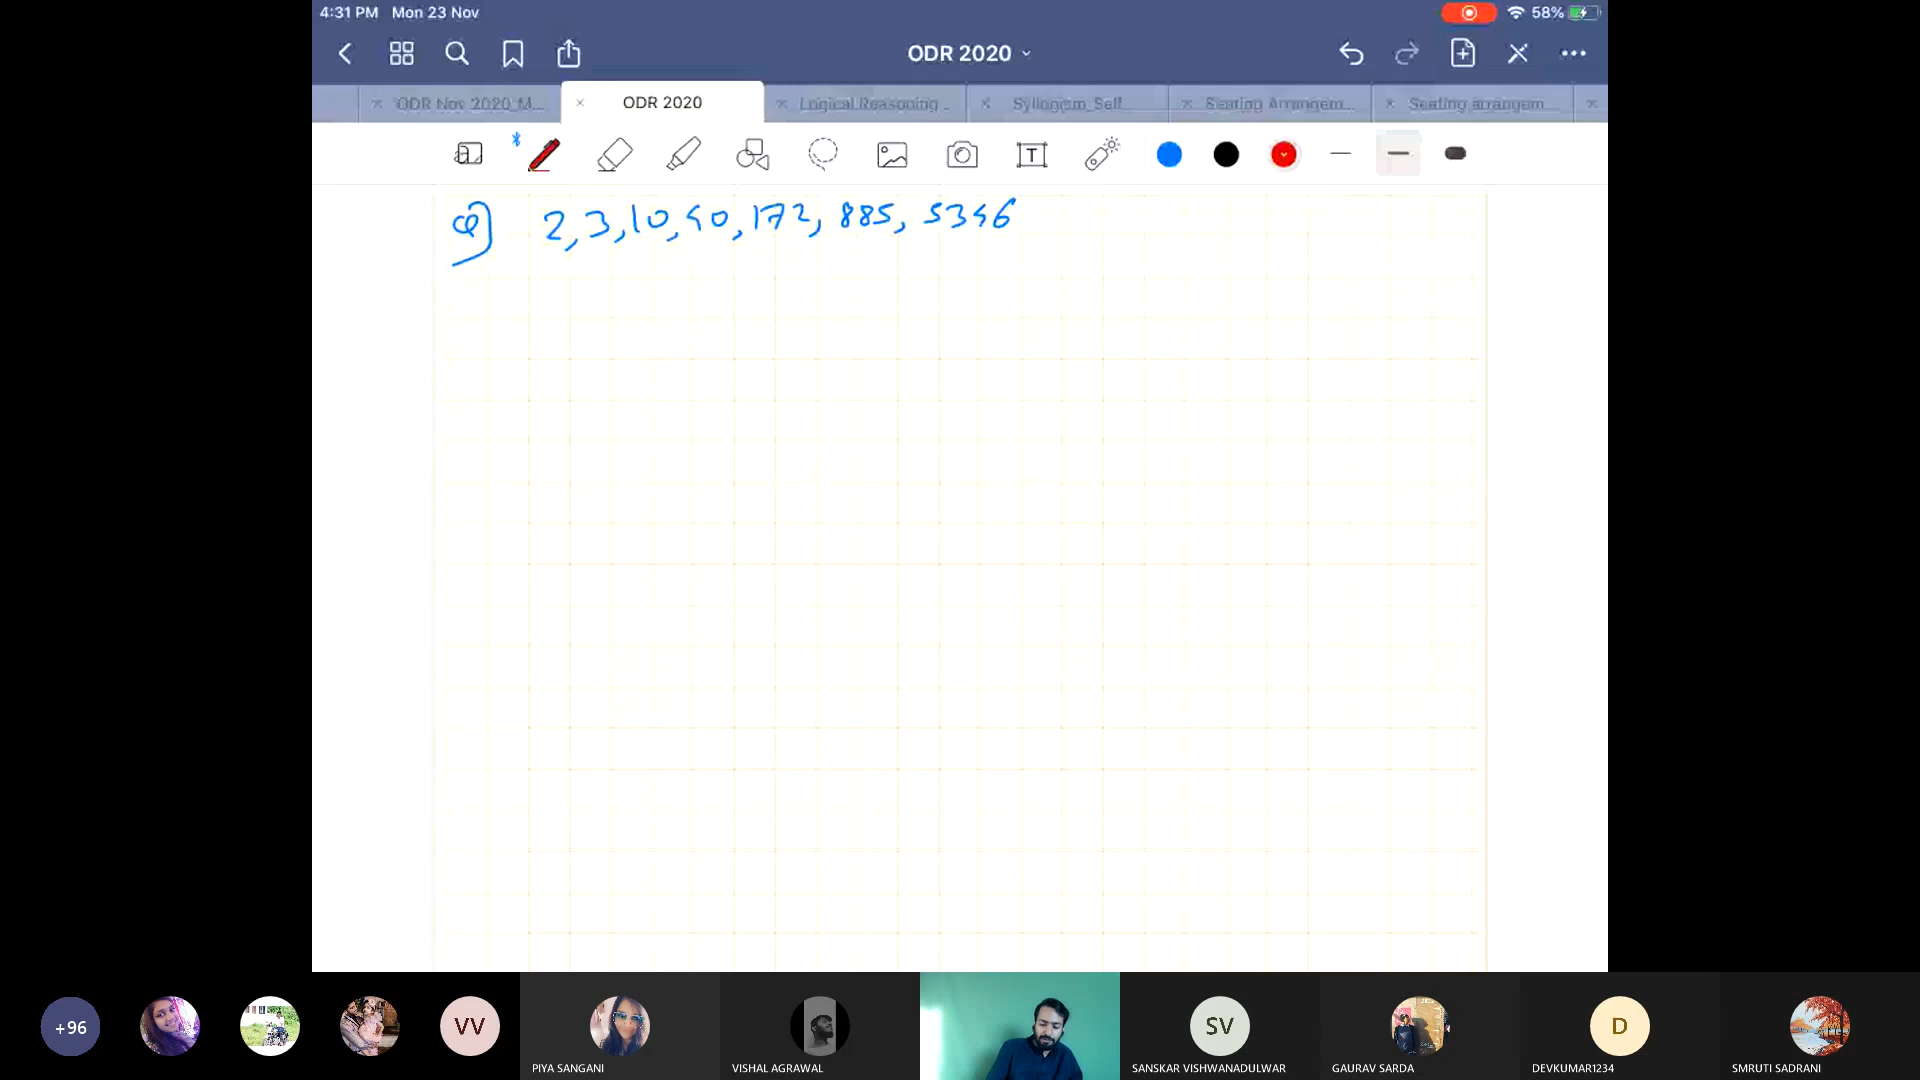 4:31 PM Mon 23 Nov 58%
ODR 2020
ODR Nov 2020_M... ODR 2020 Logical Reasoning... Syllogism_Self... Seating Arrangem... Seating arrangem...
T
Q) 2, 3, 10, 40, 172, 885, 5346
+96 VV SV D
PIYA SANGANI VISHAL AGRAWAL SANSKAR VISHWANADULWAR GAURAV SARDA DEVKUMAR1234 SMRUTI SADRANI